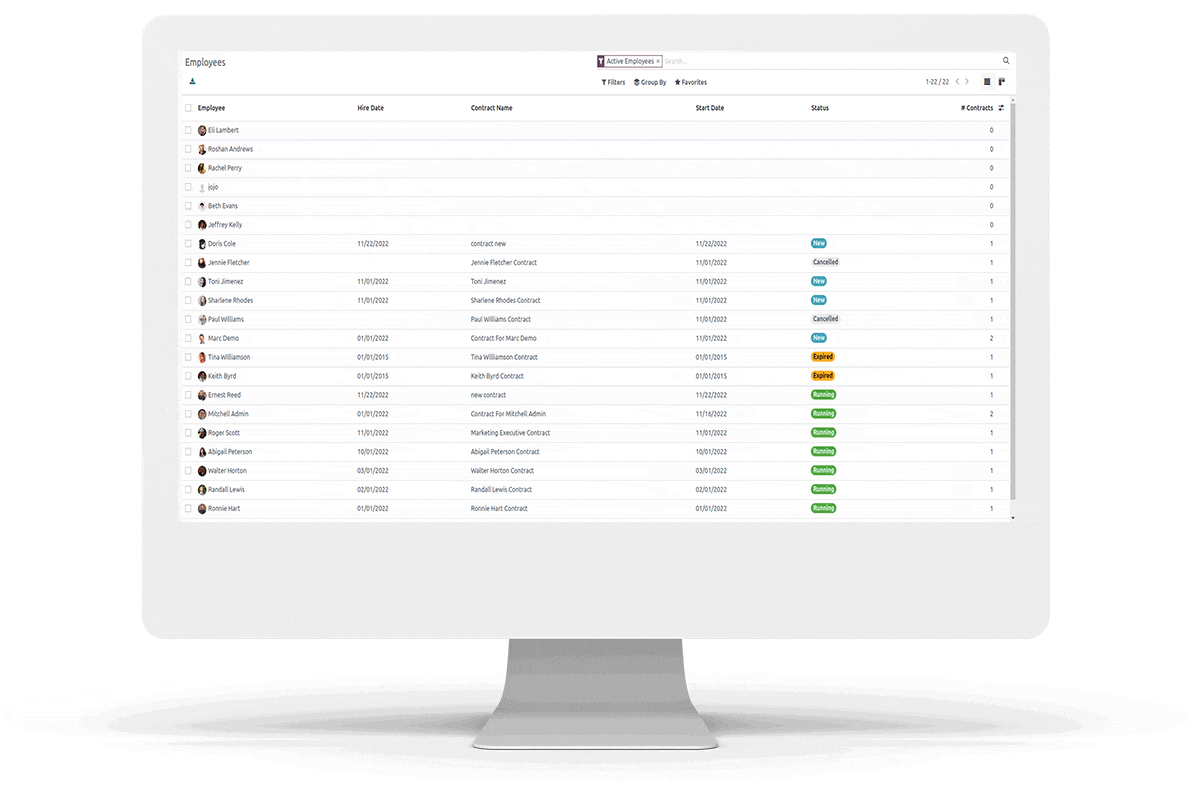 Employees
Active Employees × Search...
Filters Group By Favorites 1-22 / 22
Employee Hire Date Contract Name Start Date Status # Contracts
Eli Lambert 0
Roshan Andrews 0
Rachel Perry 0
jojo 0
Beth Evans 0
Jeffrey Kelly 0
Doris Cole 11/22/2022 contract new 11/22/2022 New 1
Jennie Fletcher Jennie Fletcher Contract 11/01/2022 Cancelled 1
Toni Jimenez 11/01/2022 Toni Jimenez 11/01/2022 New 1
Sharlene Rhodes 11/01/2022 Sharlene Rhodes Contract 11/01/2022 New 1
Paul Williams Paul Williams Contract 11/01/2022 Cancelled 1
Marc Demo 01/01/2022 Contract For Marc Demo 01/01/2022 New 2
Tina Williamson 01/01/2015 Tina Williamson Contract 01/01/2015 Expired 1
Keith Byrd 01/01/2015 Keith Byrd Contract 01/01/2015 Expired 1
Ernest Reed 11/22/2022 new contract 11/22/2022 Running 1
Mitchell Admin 01/01/2022 Contract For Mitchell Admin 11/16/2022 Running 2
Roger Scott 11/01/2022 Marketing Executive Contract 11/01/2022 Running 1
Abigail Peterson 10/01/2022 Abigail Peterson Contract 10/01/2022 Running 1
Walter Horton 03/01/2022 Walter Horton Contract 03/01/2022 Running 1
Randall Lewis 02/01/2022 Randall Lewis Contract 02/01/2022 Running 1
Ronnie Hart 01/01/2022 Ronnie Hart Contract 01/01/2022 Running 1